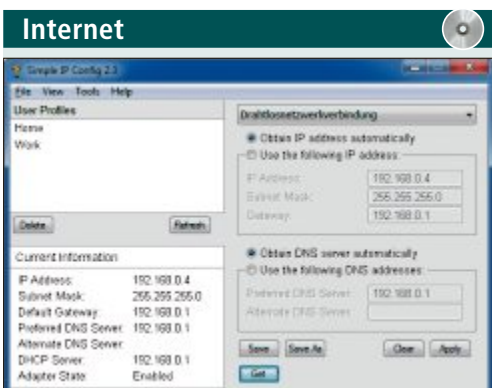 Internet
Simple IP Config 2.3
File View Tools Help
User Profiles
Home
Work
Delete Refresh
Current Information
IP Address: 192.168.0.4
Subnet Mask: 255.255.255.0
Default Gateway: 192.168.0.1
Preferred DNS Server: 192.168.0.1
Alternate DNS Server:
DHCP Server: 192.168.0.1
Adapter State: Enabled
Drahtlosnetzwerkverbindung
Obtain IP address automatically
Use the following IP address:
IP Address: 192.168.0.4
Subnet Mask: 255.255.255.0
Gateway: 192.168.0.1
Obtain DNS server automatically
Use the following DNS addresses:
Preferred DNS Server: 192.168.0.1
Alternate DNS Server:
Save Save As Clear Apply
Get